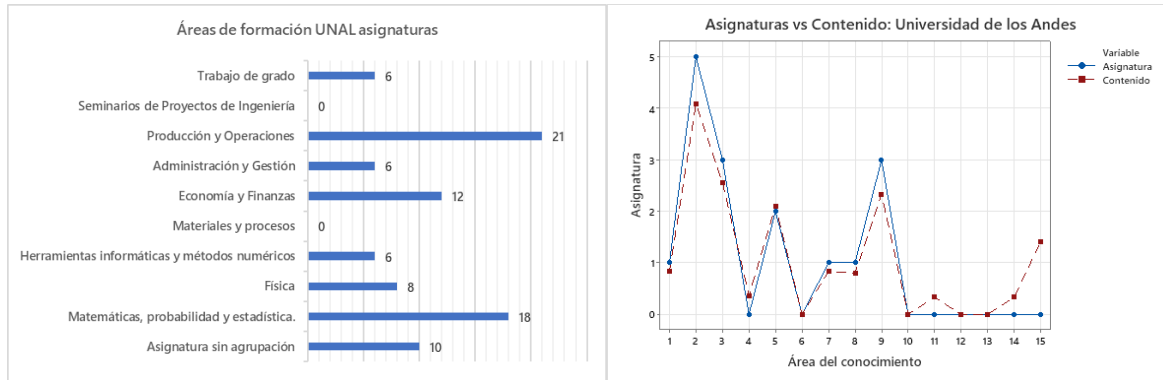 Áreas de formación UNAL asignaturas
Trabajo de grado 6
Seminarios de Proyectos de Ingeniería 0
Producción y Operaciones 21
Administración y Gestión 6
Economía y Finanzas 12
Materiales y procesos 0
Herramientas informáticas y métodos numéricos 6
Física 8
Matemáticas, probabilidad y estadística. 18
Asignatura sin agrupación 10
Asignaturas vs Contenido: Universidad de los Andes
Variable
Asignatura
Contenido
Asignatura
5
4
3
2
1
0
1 2 3 4 5 6 7 8 9 10 11 12 13 14 15
Área del conocimiento